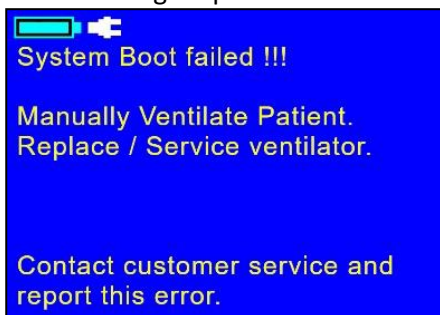 System Boot failed !!!
Manually Ventilate Patient.
Replace / Service ventilator.
Contact customer service and
report this error.